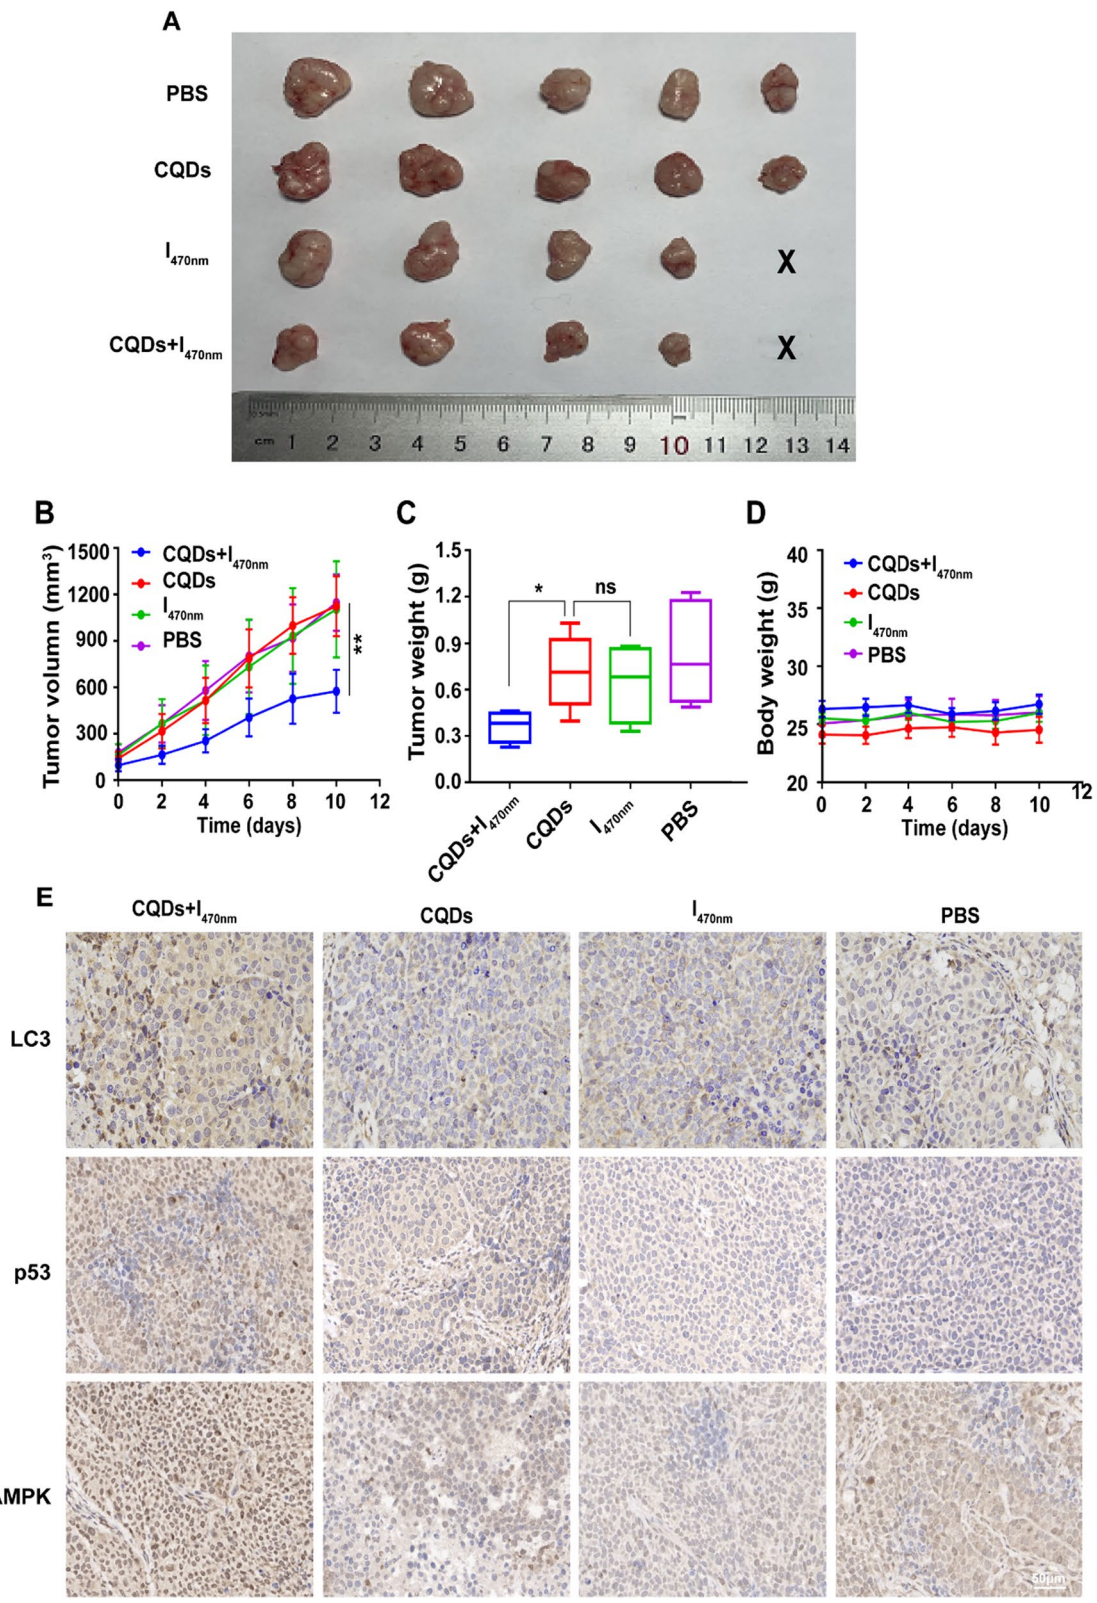 A
PBS
CQDs
I470nm
X
CQDs+I470nm
X
0.5mm
cm 1 2 3 4 5 6 7 8 9 10 11 12 13 14
B
Tumor volumn (mm3)
1500
1200
900
600
300
0
CQDs+I470nm
CQDs
I470nm
PBS
**
0 2 4 6 8 10 12
Time (days)
C
Tumor weight (g)
1.5
1.2
0.9
0.6
0.3
0.0
* ns
CQDs+I470nm CQDs I470nm PBS
D
Body weight (g)
40
35
30
25
20
CQDs+I470nm
CQDs
I470nm
PBS
0 2 4 6 8 10 12
Time (days)
E
CQDs+I470nm CQDs I470nm PBS
LC3
p53
AMPK
50μm